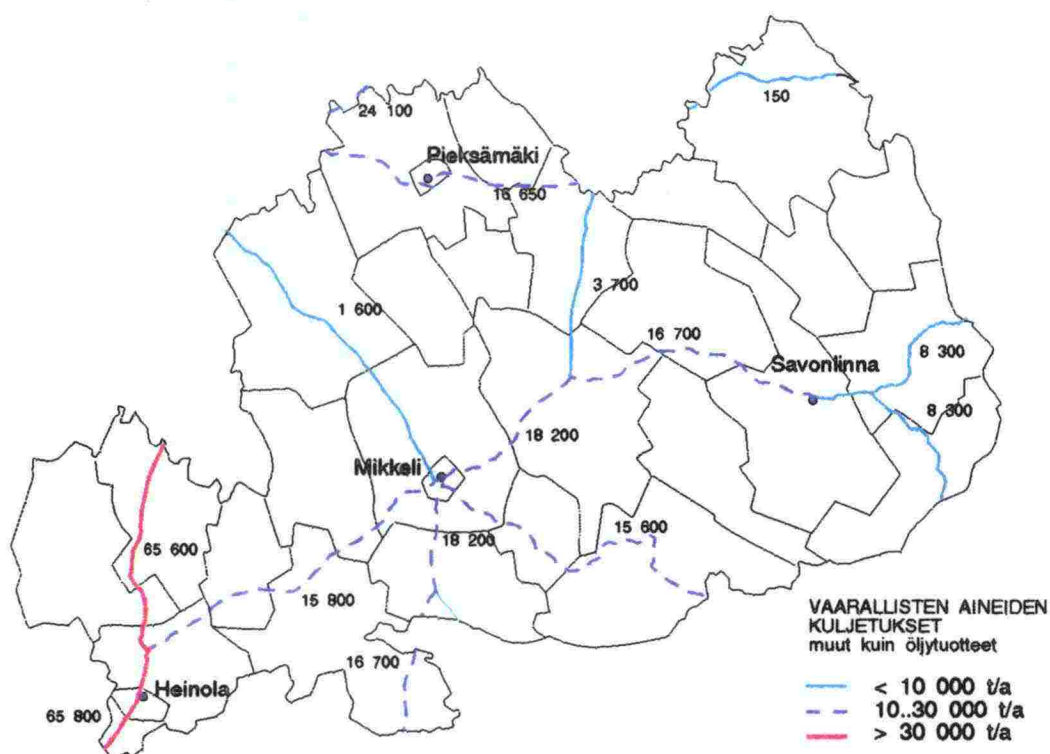 150
24 100
Pieksämäki
16 650
3 700
1 600
16 700
Savonlinna
8 300
8 300
18 200
Mikkeli
18 200
15 600
65 600
15 800
16 700
Heinola
65 800
VAARALLISTEN AINEIDEN
KULJETUKSET
muut kuin öljytuotteet
< 10 000 t/a
10..30 000 t/a
> 30 000 t/a